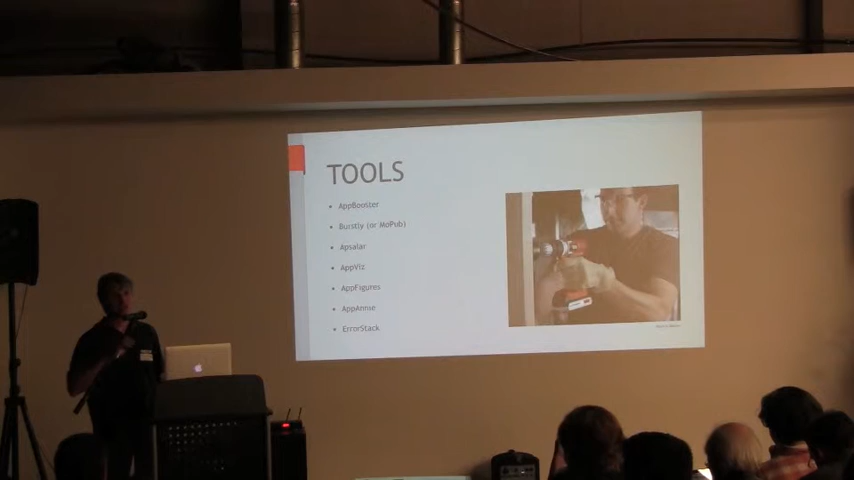 TOOLS
AppBooster
Burstly (or MoPub)
Apsalar
AppViz
AppFigures
AppAnnie
ErrorStack